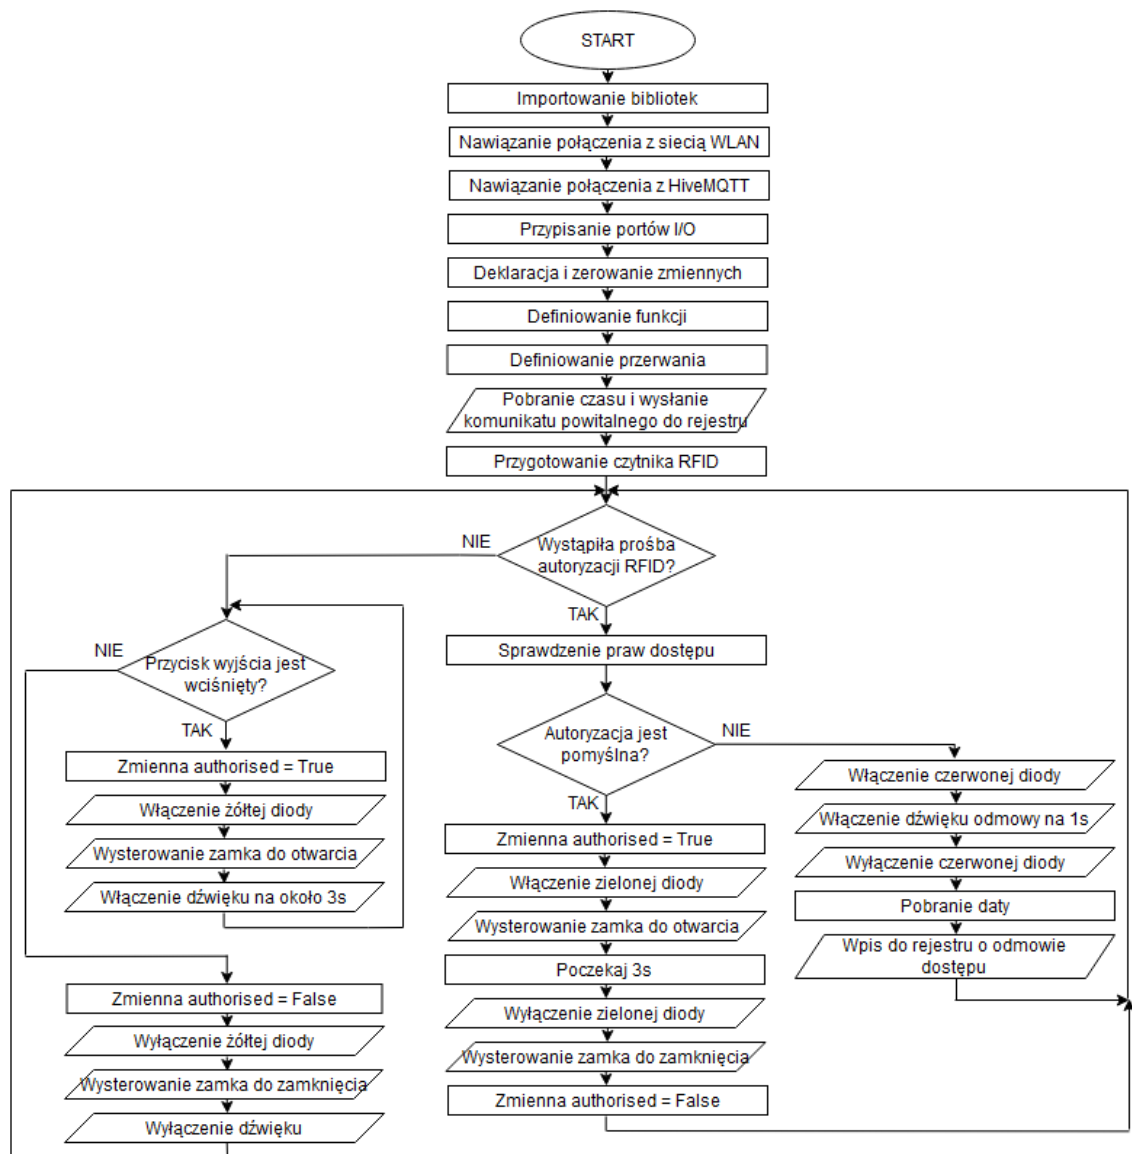 START
Importowanie bibliotek
Nawiązanie połączenia z siecią WLAN
Nawiązanie połączenia z HiveMQTT
Przypisanie portów I/O
Deklaracja i zerowanie zmiennych
Definiowanie funkcji
Definiowanie przerwania
Pobranie czasu i wysłanie
komunikatu powitalnego do rejestru
Przygotowanie czytnika RFID
Wystąpiła prośba
autoryzacji RFID?
NIE
TAK
Przycisk wyjścia jest
wciśnięty?
NIE
TAK
Zmienna authorised = True
Włączenie żółtej diody
Wysterowanie zamka do otwarcia
Włączenie dźwięku na około 3s
Zmienna authorised = False
Wyłączenie żółtej diody
Wysterowanie zamka do zamknięcia
Wyłączenie dźwięku
Sprawdzenie praw dostępu
Autoryzacja jest
pomyślna?
NIE
TAK
Zmienna authorised = True
Włączenie zielonej diody
Wysterowanie zamka do otwarcia
Poczekaj 3s
Wyłączenie zielonej diody
Wysterowanie zamka do zamknięcia
Zmienna authorised = False
Włączenie czerwonej diody
Włączenie dźwięku odmowy na 1s
Wyłączenie czerwonej diody
Pobranie daty
Wpis do rejestru o odmowie
dostępu